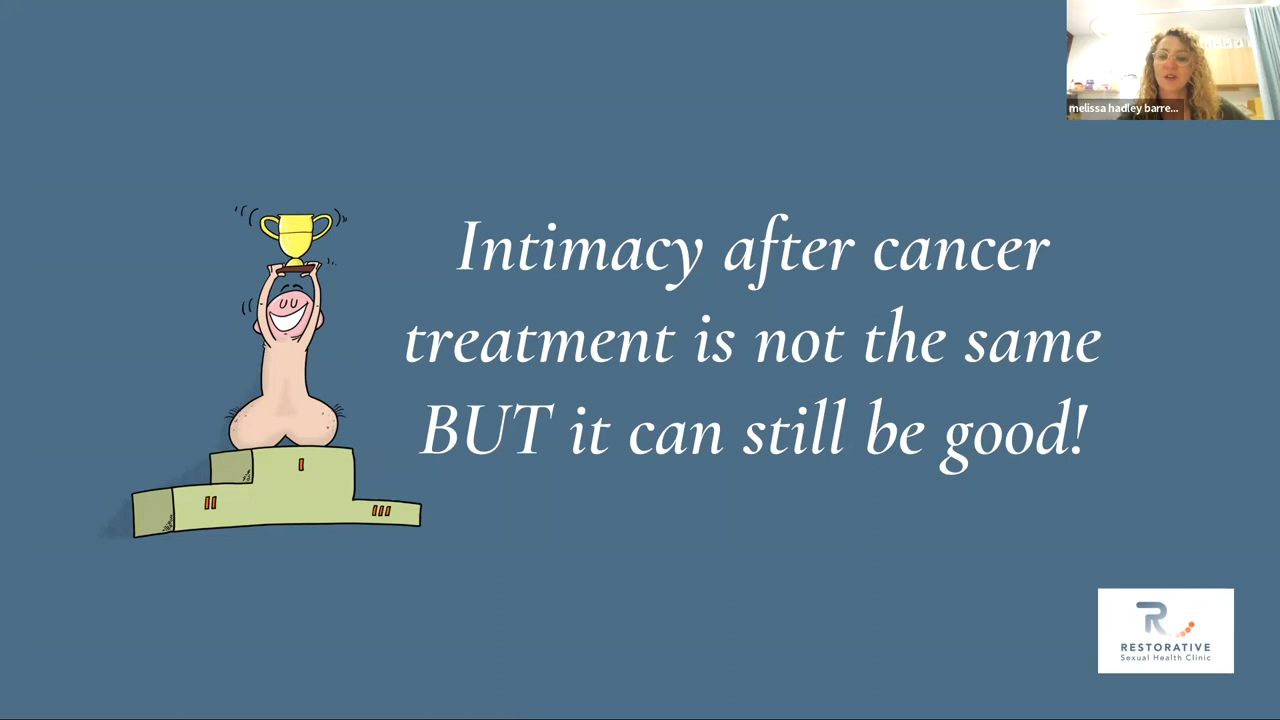 melissa hadley barre...
Intimacy after cancer
treatment is not the same
BUT it can still be good!
I
II
III
RESTORATIVE
Sexual Health Clinic